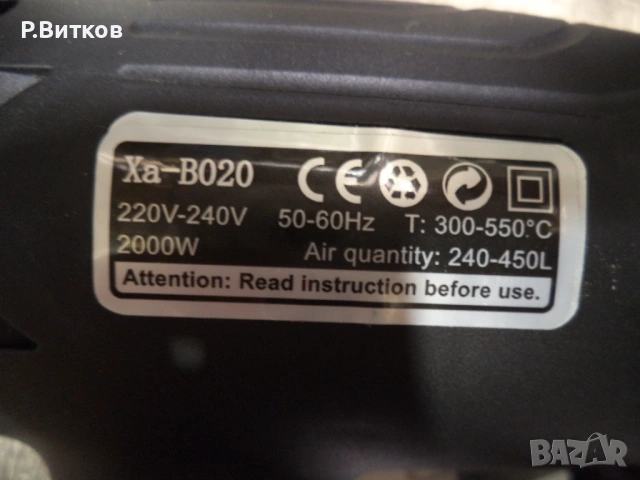 Р.Витков
Xa-B020 CE
220V-240V 50-60Hz T: 300-550°C
2000W Air quantity: 240-450L
Attention: Read instruction before use.
BAZAR